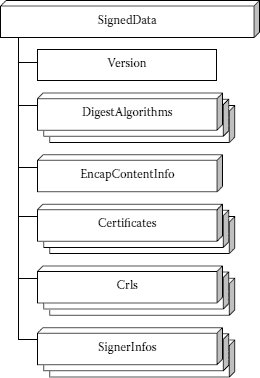 SignedData
Version
DigestAlgorithms
EncapContentInfo
Certificates
Crls
SignerInfos